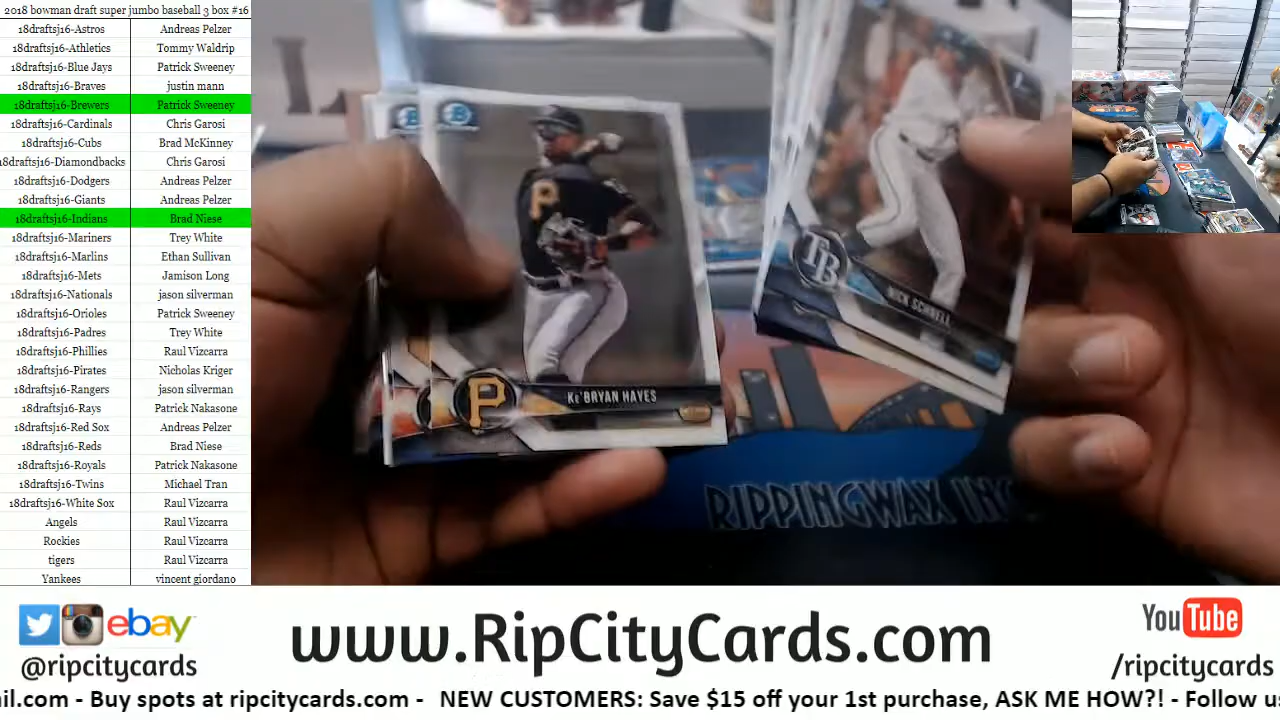 2018 bowman draft super jumbo baseball 3 box #16
18draftsj16-Astros Andreas Pelzer
18draftsj16-Athletics Tommy Waldrip
18draftsj16-Blue Jays Patrick Sweeney
18draftsj16-Braves justin mann
18draftsj16-Brewers Patrick Sweeney
18draftsj16-Cardinals Chris Garosi
18draftsj16-Cubs Brad McKinney
18draftsj16-Diamondbacks Chris Garosi
18draftsj16-Dodgers Andreas Pelzer
18draftsj16-Giants Andreas Pelzer
18draftsj16-Indians Brad Niese
18draftsj16-Mariners Trey White
18draftsj16-Marlins Ethan Sullivan
18draftsj16-Mets Jamison Long
18draftsj16-Nationals jason silverman
18draftsj16-Orioles Patrick Sweeney
18draftsj16-Padres Trey White
18draftsj16-Phillies Raul Vizcarra
18draftsj16-Pirates Nicholas Kriger
18draftsj16-Rangers jason silverman
18draftsj16-Rays Patrick Nakasone
18draftsj16-Red Sox Andreas Pelzer
18draftsj16-Reds Brad Niese
18draftsj16-Royals Patrick Nakasone
18draftsj16-Twins Michael Tran
18draftsj16-White Sox Raul Vizcarra
Angels Raul Vizcarra
Rockies Raul Vizcarra
tigers Raul Vizcarra
Yankees vincent giordano
P
P
Ke'BRYAN HAYES
TB
NICK SCHNELL
RIPPINGWAX INC
ebay
@ripcitycards
www.RipCityCards.com
YouTube
/ripcitycards
ail.com - Buy spots at ripcitycards.com - NEW CUSTOMERS: Save $15 off your 1st purchase, ASK ME HOW?! - Follow us